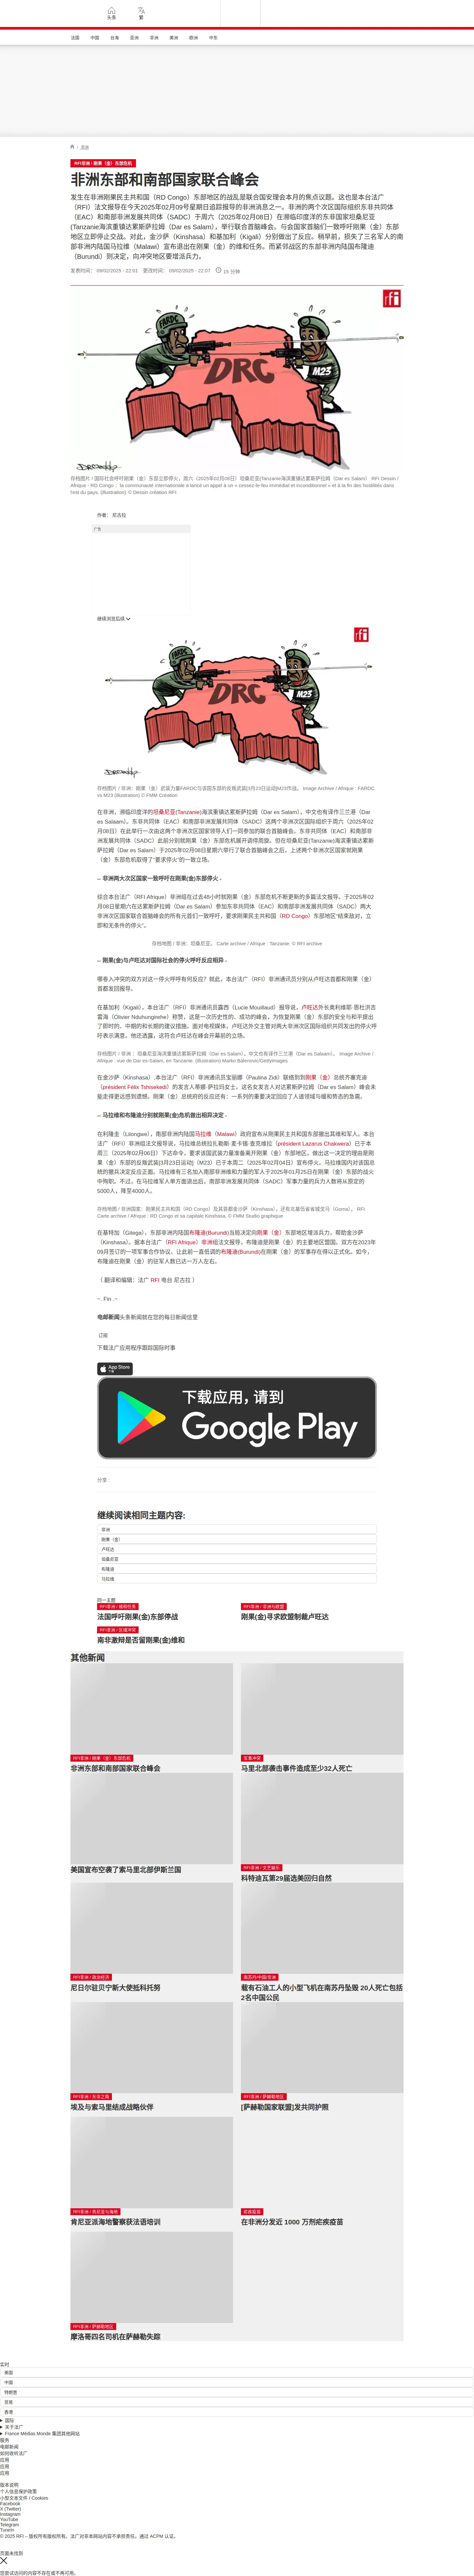 头条
繁
法国 中国 台海 亚洲 非洲 美洲 欧洲 中东
/ 非洲
RFI非洲 / 刚果（金）东部危机
非洲东部和南部国家联合峰会
发生在非洲刚果民主共和国（RD Congo）东部地区的战乱是联合国安理会本月的焦点议题。这也是本台法广
（RFI）法文报导在今天2025年02月09号星期日追踪报导的非洲消息之一。非洲的两个次区国际组织东非共同体
（EAC）和南部非洲发展共同体（SADC）于周六（2025年02月08日）在濒临印度洋的东非国家坦桑尼亚
(Tanzanie海滨重镇达累斯萨拉姆（Dar es Salam），举行联合首脑峰会。与会国家首脑们一致呼吁刚果（金）东部
地区立即停止交战。对此，金沙萨（Kinshasa）和基加利（Kigali）分别做出了反应。稍早前，损失了三名军人的南
部非洲内陆国马拉维（Malawi）宣布退出在刚果（金）的维和任务。而紧邻战区的东部非洲内陆国布隆迪
（Burundi）则决定，向冲突地区要增派兵力。
发表时间： 09/02/2025 - 22:01 更改时间： 09/02/2025 - 22:07 15 分钟
rfi
DRC
M23
存档图片 / 国际社会呼吁刚果（金）东部立即停火，周六（2025年02月08日）坦桑尼亚(Tanzanie海滨重镇达累斯萨拉姆（Dar es Salam） RFI Dessin /
Afrique - RD Congo : la communauté internationale a lancé un appel à un « cessez-le-feu immédiat et inconditionnel » et à la fin des hostilités dans
l'est du pays. (illustration) © Dessin création RFI
作者： 尼古拉
广告
继续浏览后续
rfi
DRC
M23
存档图片 / 非洲：刚果（金）武装力量FARDC与该国东部的反叛武装[3月23日运动]M23作战。 Image Archive / Afrique : FARDC
vs M23 (illustration) © FMM Création
在非洲，濒临印度洋的坦桑尼亚(Tanzanie)海滨重镇达累斯萨拉姆（Dar es Salam），中文也有译作三兰港（Dar
es Salaam）。东非共同体（EAC）和南部非洲发展共同体（SADC）这两个非洲次区国际组织于周六（2025年02
月08日）在此举行一次由这两个非洲次区国家领导人们一同参加的联合首脑峰会。东非共同体（EAC）和南部非
洲发展共同体（SADC）此前分别就刚果（金）东部危机展开调停周旋。但在坦桑尼亚(Tanzanie)海滨重镇达累斯
萨拉姆（Dar es Salam）于2025年02月08日星期六举行了联合首脑峰会之后，上述两个非洲次区国家就刚果
（金）东部危机取得了“要求停火”的一致立场。
-- 非洲两大次区国家一致呼吁在刚果(金)东部停火 -
综合本台法广（RFI Afrique）非洲组在过去48小时就刚果（金）东部危机不断更新的多篇法文报导。于2025年02
月08日星期六在达累斯萨拉姆（Dar es Salam）参加东非共同体（EAC）和南部非洲发展共同体（SADC）两大
非洲次区国家联合首脑峰会的所有元首们一致呼吁，要求刚果民主共和国（RD Congo）东部地区“结束敌对，立
即和无条件的停火”。
存档地图 / 非洲：坦桑尼亚。 Carte archive / Afrique : Tanzanie. © RFI archive
-- 刚果(金)与卢旺达对国际社会的停火呼吁反应相异 -
哪卷入冲突的双方对这一停火呼吁有何反应？就此，本台法广（RFI）非洲通讯员分别从卢旺达首都和刚果（金）
首都发回报导。
在基加利（Kigali），本台法广（RFI）非洲通讯员露西（Lucie Mouillaud）报导说，卢旺达外长奥利维耶·恩杜洪吉
雷海（Olivier Nduhungirehe）称赞，这是一次历史性的、成功的峰会，为恢复刚果（金）东部的安全与和平提出
了即时的、中期的和长期的措施。面对电视媒体，卢旺达外交主管对两大非洲次区国际组织共同发出的停火呼吁
表示满意。他还透露，这符合卢旺达在会峰开幕前的立场。
存档图片 / 非洲 ：坦桑尼亚海滨重镇达累斯萨拉姆（Dar es Salam），中文也有译作三兰港（Dar es Salaam）。 Image Archive /
Afrique : vue de Dar es-Salam, en Tanzanie. (illustration) Marko Balenovic/Gettyimages
在金沙萨（Kinshasa）,本台法广（RFI）非洲通讯员宝丽娜（Paulina Zidi）联络到到刚果（金）总统齐塞克迪
（président Félix Tshisekedi）的发言人蒂娜·萨拉玛女士。这名女发言人对达累斯萨拉姆（Dar es Salam）峰会未
能走得更远感到遗憾。刚果（金）总统府的反应还有：一系列的重要决定回应了人道领域与缓和热态的急需。
-- 马拉维和布隆迪分别就刚果(金)危机做出相异决定 -
在利隆圭（Lilongwe），南部非洲内陆国马拉维（Malawi）政府宣布从刚果民主共和国东部撤出其维和军人。本台
法广（RFI）非洲组法文报导说，马拉维总统拉扎勒斯·麦卡锡·查克维拉（président Lazarus Chakwera）已于本
周三（2025年02月06日）下达命令，要求该国武装力量准备离开刚果（金）东部地区。做出这一决定的理由是刚
果（金）东部的反叛武装[3月23日运动]（M23）已于本周二（2025年02月04日）宣布停火。马拉维国内对该国总统
的撤兵决定反应正面。马拉维有三名加入南部非洲维和力量的军人于2025年01月25日在刚果（金）东部的战火
中殉职。不过，在马拉维军人单方面退出后，南部非洲发展共同体（SADC）军事力量的兵力人数将从既定的
5000人，降至4000人。
存档地图 / 非洲国家：刚果民主共和国（RD Congo）及其首都金沙萨（Kinshasa），还有北基伍省省城戈马（Goma）。 RFI
Carte archive / Afrique : RD Congo et sa capitale Kinshasa. © FMM Studio graphique
在基特加（Gitega），东部非洲内陆国布隆迪(Burundi)当局决定向刚果（金）东部地区增派兵力。帮助金沙萨
（Kinshasa）。据本台法广（RFI Afrique）非洲组法文报导，布隆迪是刚果（金）的主要地区盟国。双方在2023年
09月签订的一项军事合作协议，让此前一直低调的布隆迪(Burundi)在刚果（金）的军事存在得以正式化。如今，
布隆迪在刚果（金）的驻军人数已达一万人左右。
（ 翻译和编辑：法广 RFI 电台 尼古拉 ）
~. Fin .~
电邮新闻头条新闻就在您的每日新闻信里
订阅
下载法广应用程序跟踪国际时事
App Store
下载应用，请到
Google Play
分享 :
继续阅读相同主题内容:
非洲
刚果（金）
卢旺达
坦桑尼亚
布隆迪
马拉维
同一主题
RFI非洲 / 维和任务
法国呼吁刚果(金)东部停战
RFI非洲 / 非洲与欧盟
刚果(金)寻求欧盟制裁卢旺达
RFI非洲 / 区域冲突
南非激辩是否留刚果(金)维和
其他新闻
RFI非洲 / 刚果（金）东部危机
非洲东部和南部国家联合峰会
军事冲突
马里北部袭击事件造成至少32人死亡
美国宣布空袭了索马里北部伊斯兰国
RFI非洲 / 文艺娱乐
科特迪瓦第29届选美回归自然
RFI非洲 / 政治经济
尼日尔驻贝宁新大使抵科托努
南苏丹/中国/非洲
载有石油工人的小型飞机在南苏丹坠毁 20人死亡包括
2名中国公民
RFI非洲 / 东非之角
埃及与索马里结成战略伙伴
RFI非洲 / 萨赫勒地区
[萨赫勒国家联盟]发共同护照
RFI非洲 / 肯尼亚与海地
肯尼亚派海地警察获法语培训
疟疾疫苗
在非洲分发近 1000 万剂疟疾疫苗
RFI非洲 / 萨赫勒地区
摩洛哥四名司机在萨赫勒失踪
实时
美国
中国
特朗普
贸易
香港
国际
关于法广
France Médias Monde 集团其他网站
服务
电邮新闻
如何收听法广
应用
应用
应用
版本说明
个人信息保护政策
小型文本文件 / Cookies
Facebook
X (Twitter)
Instagram
YouTube
Telegram
TuneIn
© 2025 RFI – 版权所有版权所有。法广对非本网站内容不承担责任。通过 ACPM 认证。
页面未找到
您尝试访问的内容不存在或不再可用。